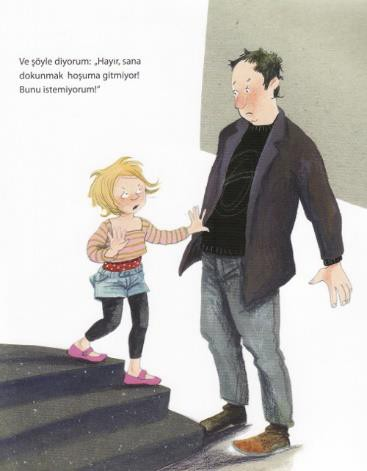 Ve şöyle diyorum: „Hayır, sana
dokunmak hoşuma gitmiyor!
Bunu istemiyorum!“